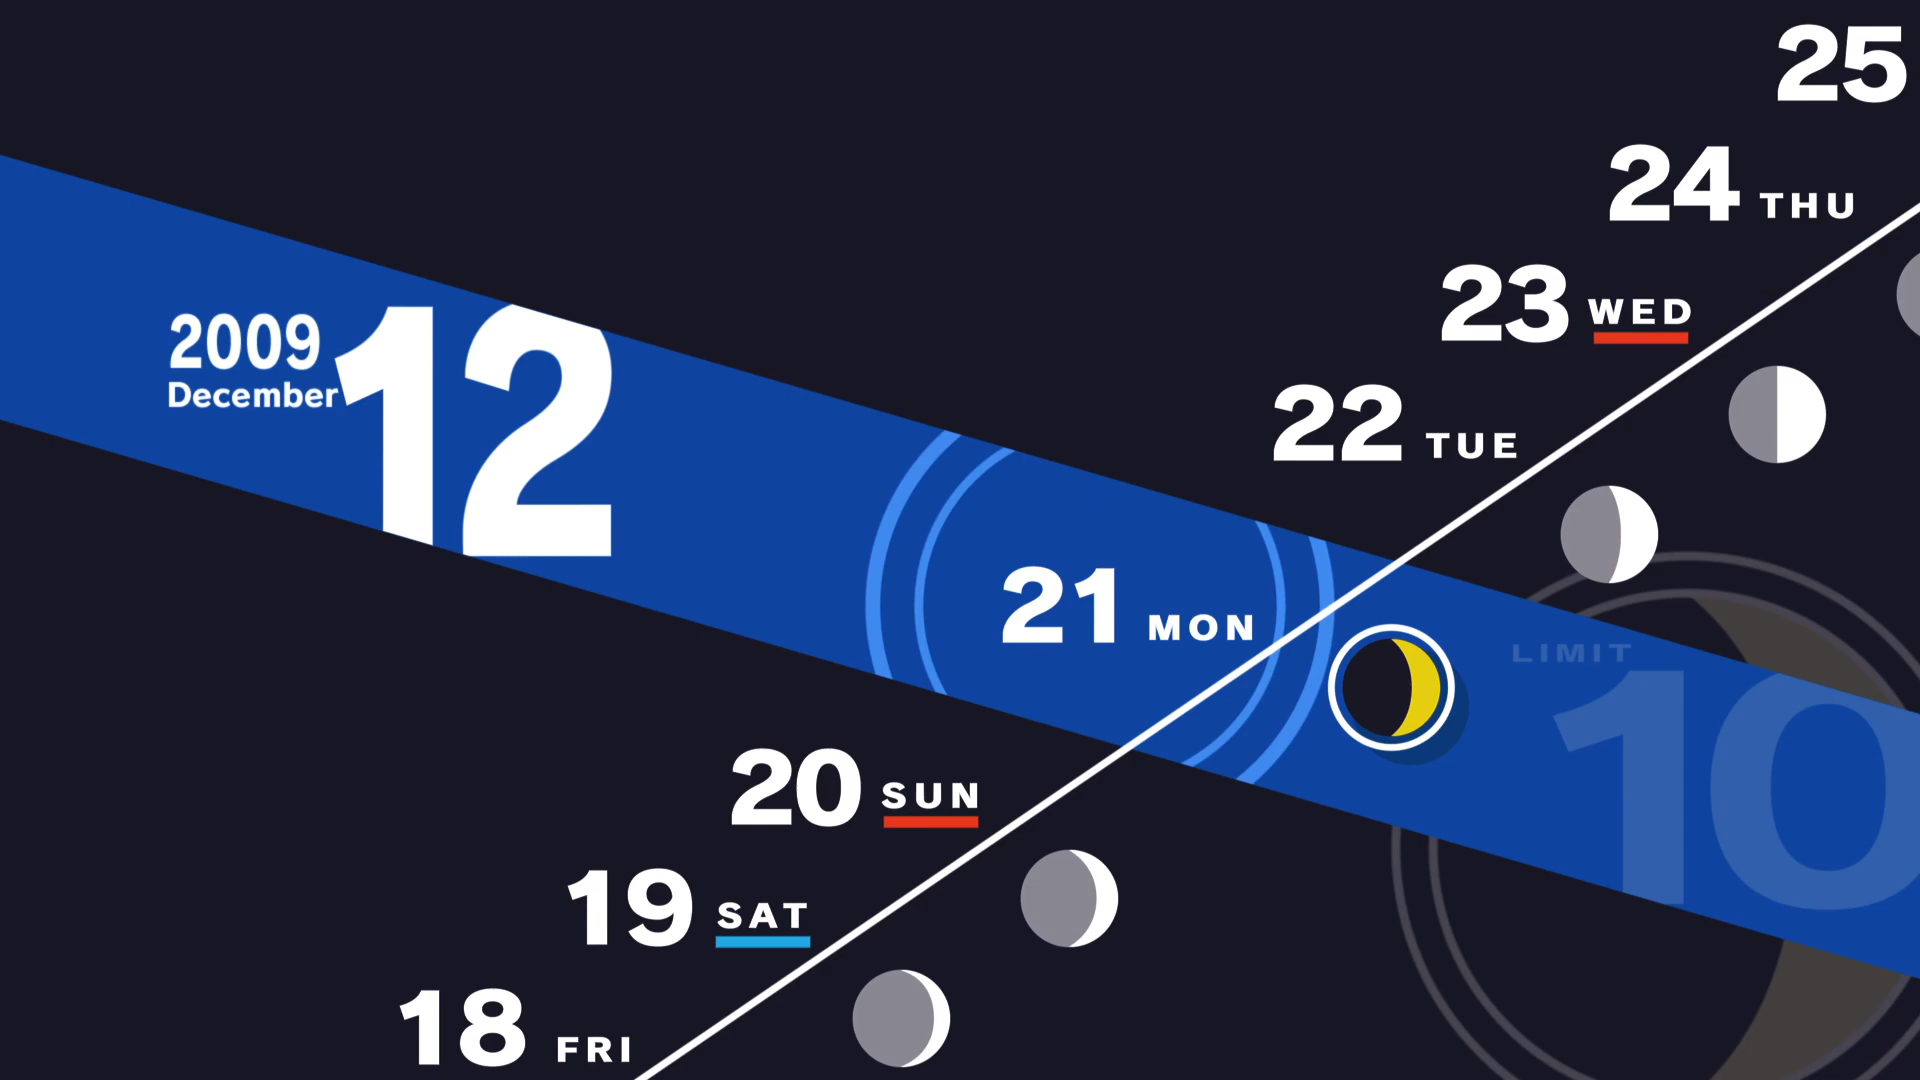 2009
December
12
25
24 THU
23 WED
22 TUE
21 MON
20 SUN
19 SAT
18 FRI
LIMIT
10